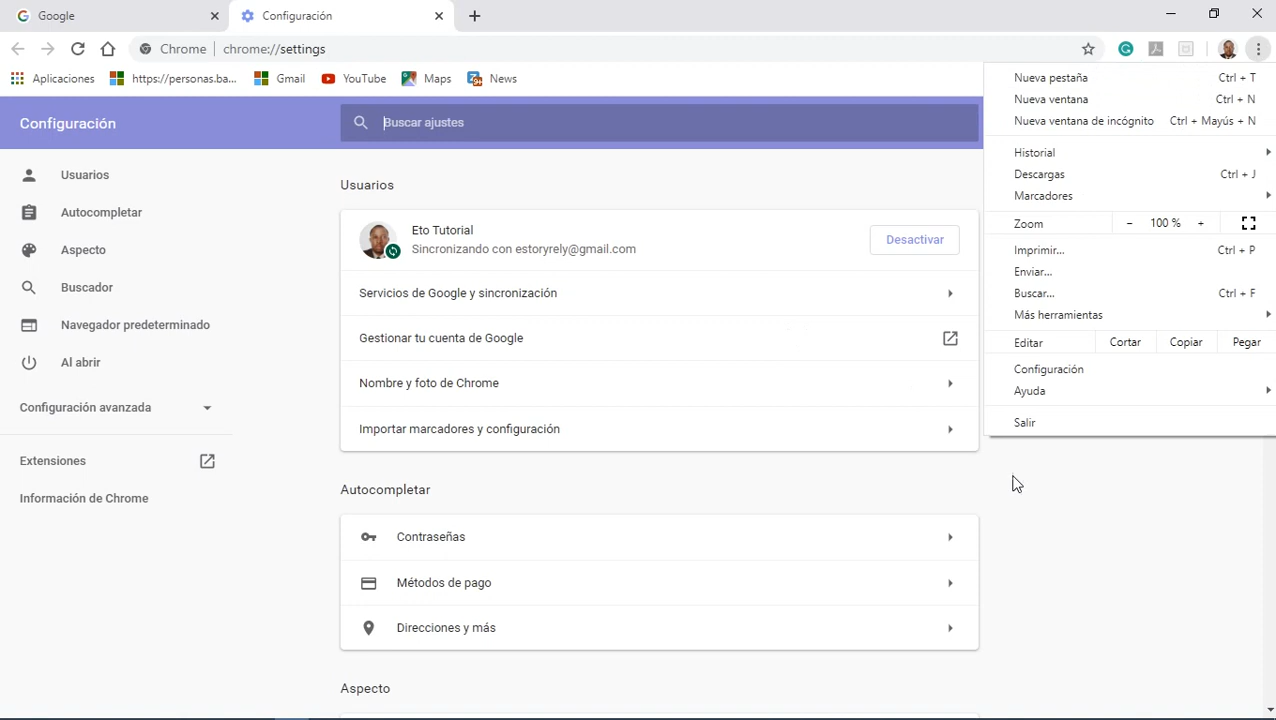 Google
Configuración
Chrome
chrome://settings
Aplicaciones
https://personas.ba...
Gmail
YouTube
Maps
News
Configuración
Buscar ajustes
Usuarios
Autocompletar
Aspecto
Buscador
Navegador predeterminado
Al abrir
Configuración avanzada
Extensiones
Información de Chrome
Usuarios
Eto Tutorial
Sincronizando con estoryrely@gmail.com
Desactivar
Servicios de Google y sincronización
Gestionar tu cuenta de Google
Nombre y foto de Chrome
Importar marcadores y configuración
Autocompletar
Contraseñas
Métodos de pago
Direcciones y más
Aspecto
Nueva pestaña Ctrl + T
Nueva ventana Ctrl + N
Nueva ventana de incógnito Ctrl + Mayús + N
Historial
Descargas Ctrl + J
Marcadores
Zoom - 100 % +
Imprimir... Ctrl + P
Enviar...
Buscar... Ctrl + F
Más herramientas
Editar Cortar Copiar Pegar
Configuración
Ayuda
Salir